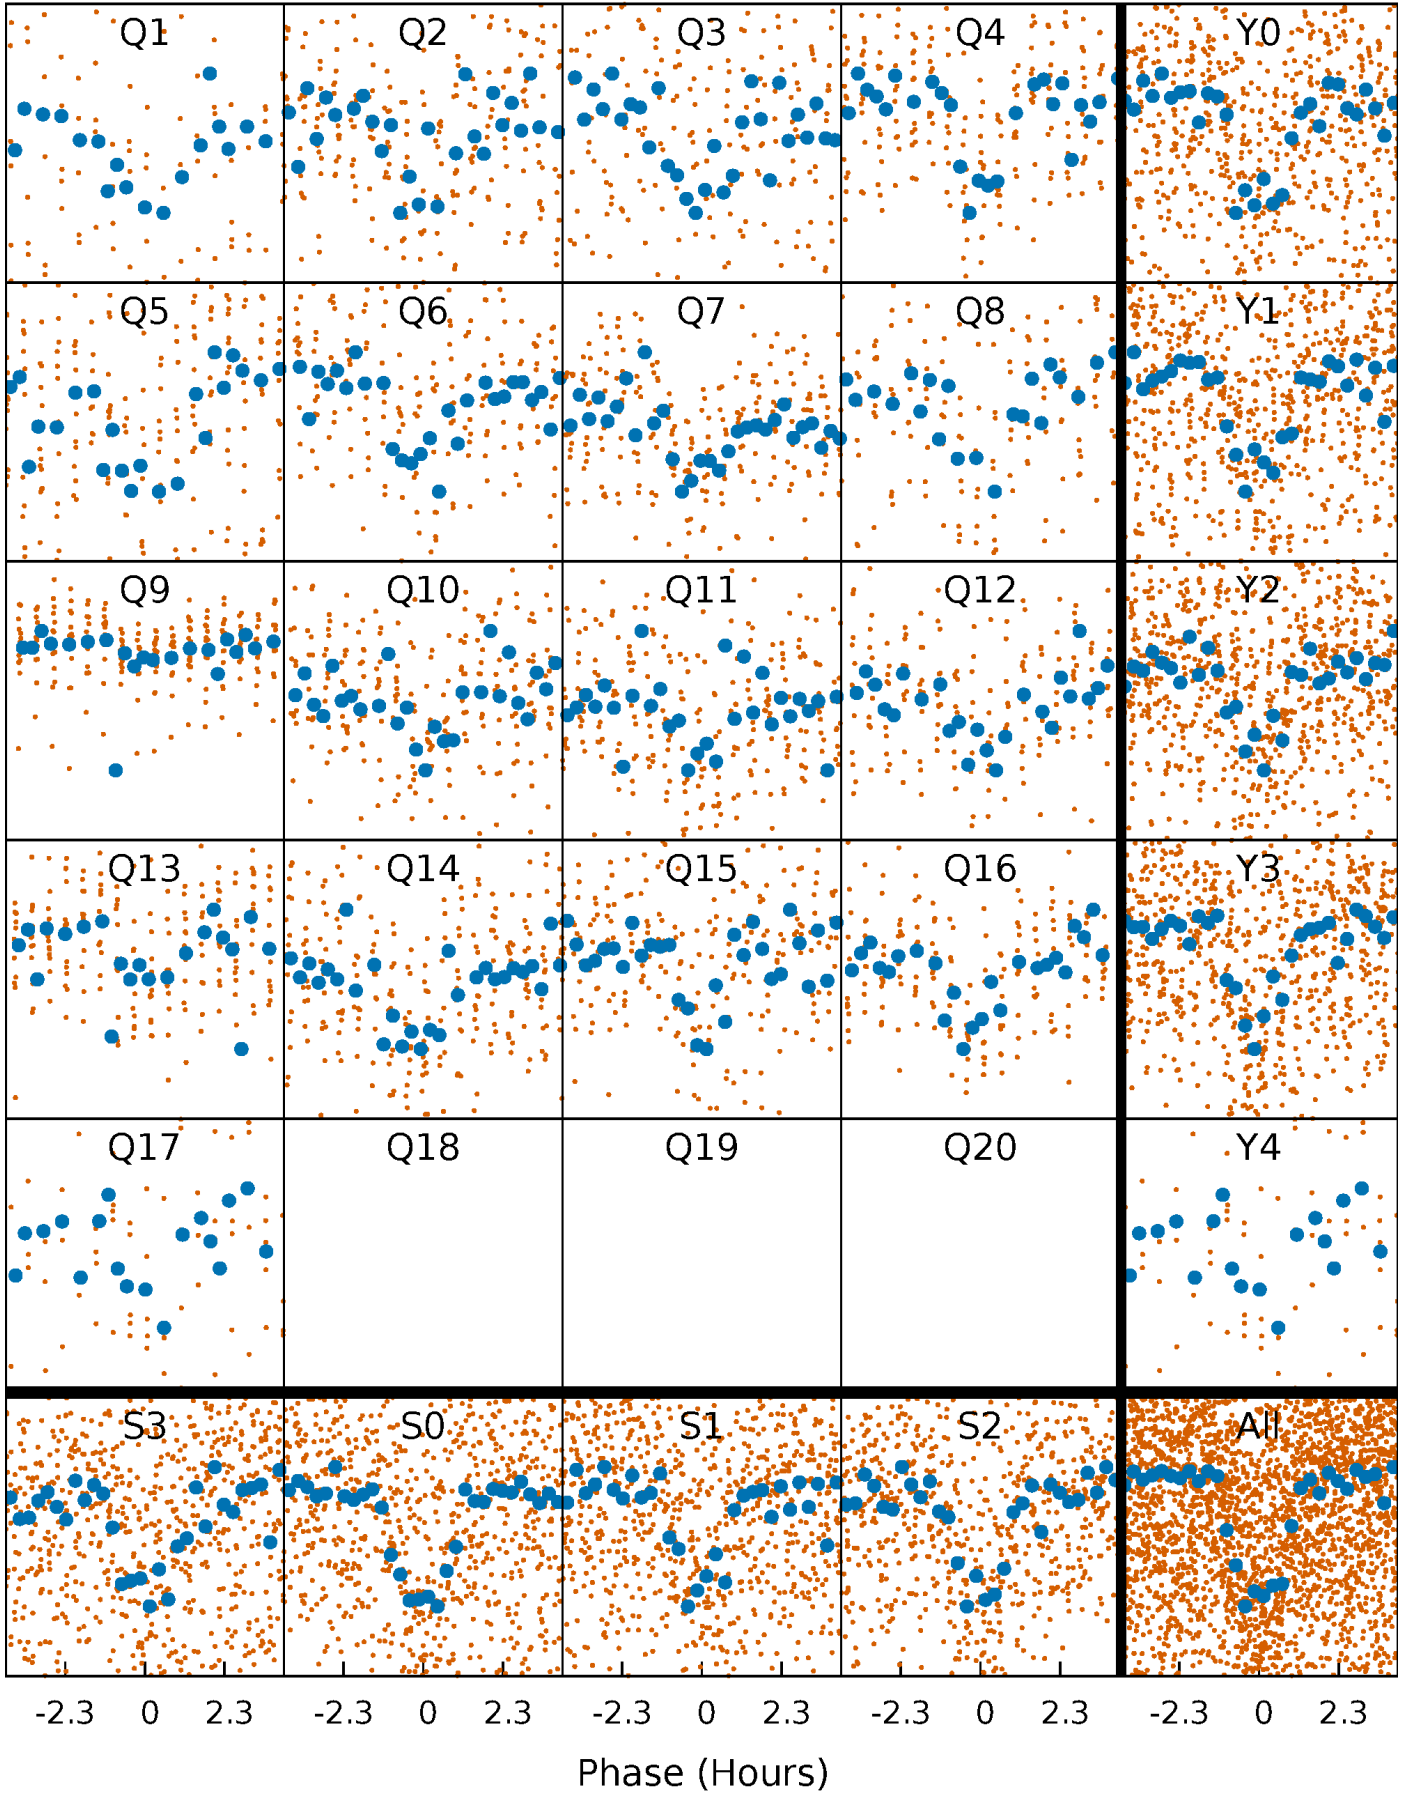 Q1 Q2 Q3 Q4 Y0
Q5 Q6 Q7 Q8 Y1
Q9 Q10 Q11 Q12 Y2
Q13 Q14 Q15 Q16 Y3
Q17 Q18 Q19 Q20 Y4
S3 S0 S1 S2 All
-2.3 0 2.3 -2.3 0 2.3 -2.3 0 2.3 -2.3 0 2.3 -2.3 0 2.3
Phase (Hours)